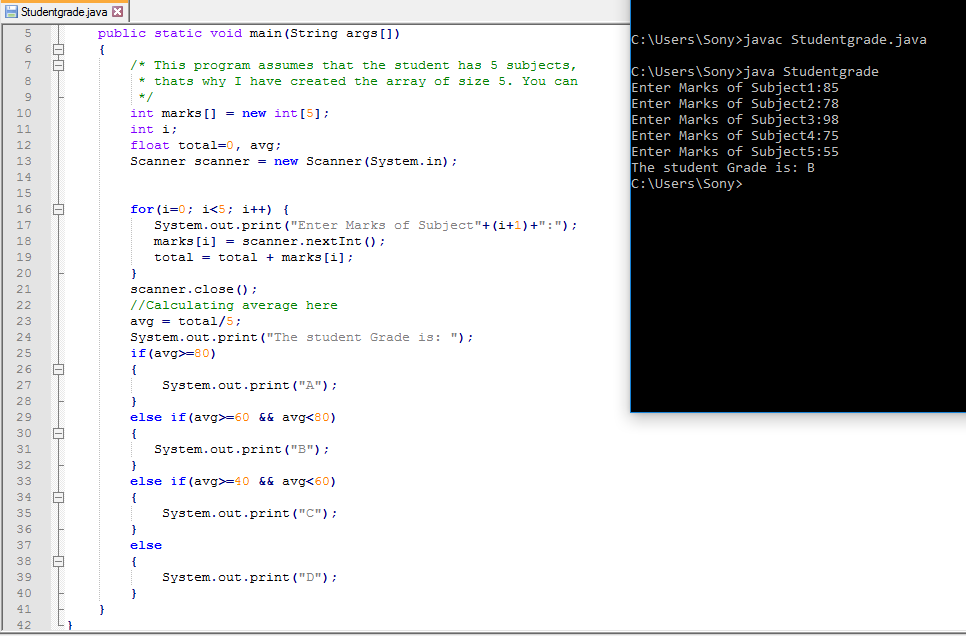 Studentgrade.java
5 public static void main(String args[])
6 {
7 /* This program assumes that the student has 5 subjects,
8 * thats why I have created the array of size 5. You can
9 */
10 int marks[] = new int[5];
11 int i;
12 float total=0, avg;
13 Scanner scanner = new Scanner(System.in);
14
15
16 for(i=0; i<5; i++) {
17 System.out.print("Enter Marks of Subject"+(i+1)+":");
18 marks[i] = scanner.nextInt();
19 total = total + marks[i];
20 }
21 scanner.close();
22 //Calculating average here
23 avg = total/5;
24 System.out.print("The student Grade is: ");
25 if(avg>=80)
26 {
27 System.out.print("A");
28 }
29 else if(avg>=60 && avg<80)
30 {
31 System.out.print("B");
32 }
33 else if(avg>=40 && avg<60)
34 {
35 System.out.print("C");
36 }
37 else
38 {
39 System.out.print("D");
40 }
41 }
42 }
C:\Users\Sony>javac Studentgrade.java
C:\Users\Sony>java Studentgrade
Enter Marks of Subject1:85
Enter Marks of Subject2:78
Enter Marks of Subject3:98
Enter Marks of Subject4:75
Enter Marks of Subject5:55
The student Grade is: B
C:\Users\Sony>